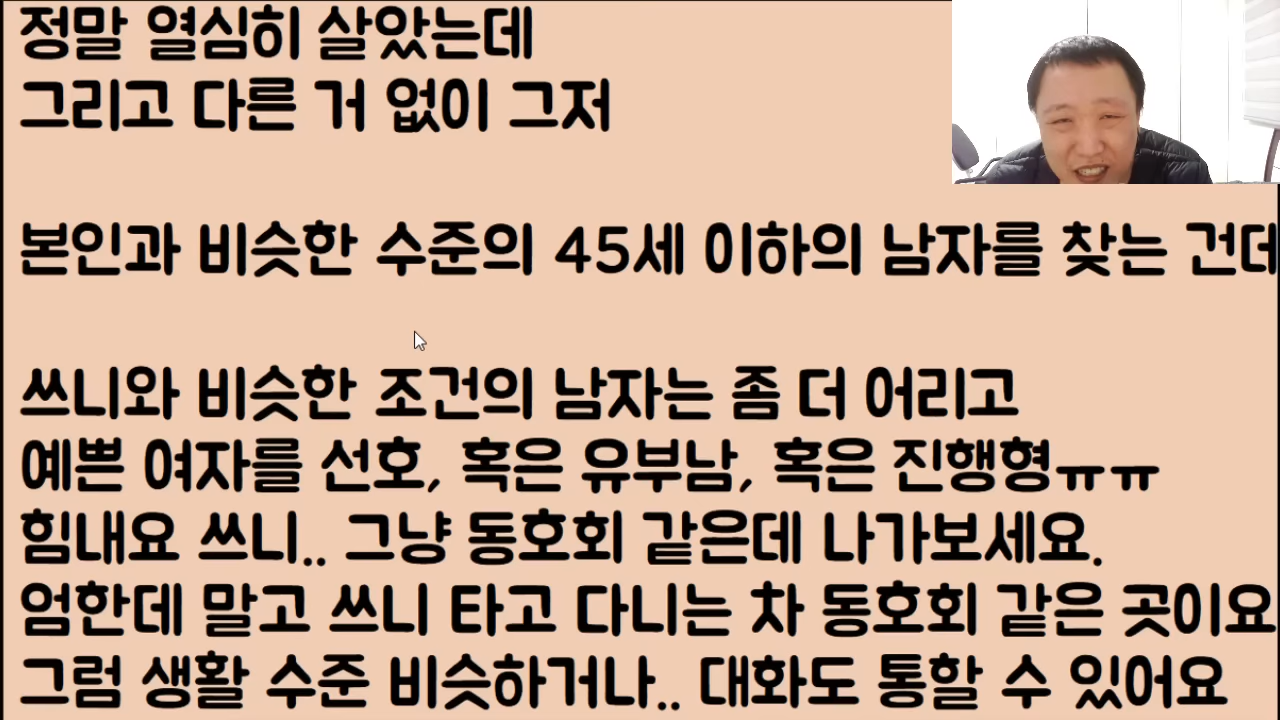 정말 열심히 살았는데
그리고 다른 거 없이 그저
본인과 비슷한 수준의 45세 이하의 남자를 찾는 건데
쓰니와 비슷한 조건의 남자는 좀 더 어리고
예쁜 여자를 선호, 혹은 유부남, 혹은 진행형ㅠㅠ
힘내요 쓰니.. 그냥 동호회 같은데 나가보세요.
엄한데 말고 쓰니 타고 다니는 차 동호회 같은 곳이요
그럼 생활 수준 비슷하거나.. 대화도 통할 수 있어요